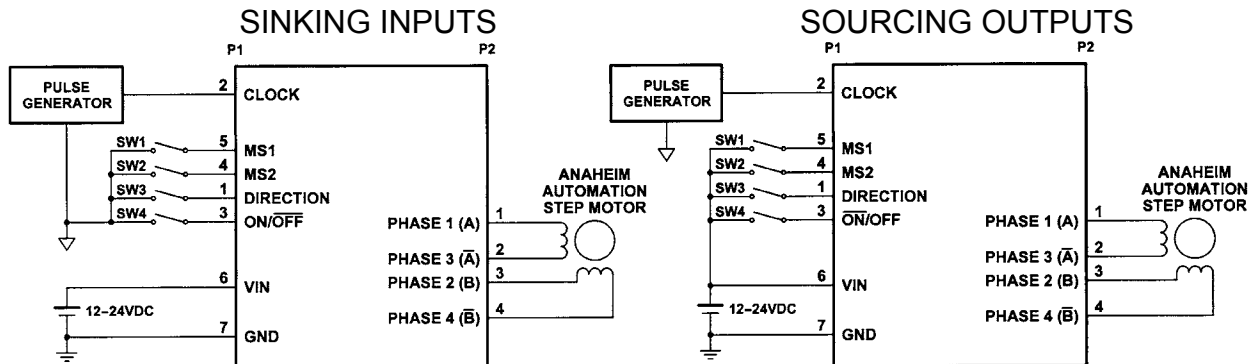 SINKING INPUTS
P1
P2
PULSE
GENERATOR
2
CLOCK
SW1
5
MS1
SW2
4
MS2
SW3
1
DIRECTION
SW4
3
ON/O̅F̅F̅
ANAHEIM
AUTOMATION
STEP MOTOR
PHASE 1 (A)
1
PHASE 3 (A̅)
2
PHASE 2 (B)
3
PHASE 4 (B̅)
4
6
VIN
12–24VDC
7
GND
SOURCING OUTPUTS
P1
P2
PULSE
GENERATOR
2
CLOCK
SW1
5
MS1
SW2
4
MS2
SW3
1
DIRECTION
SW4
3
O̅N̅/OFF
ANAHEIM
AUTOMATION
STEP MOTOR
PHASE 1 (A)
1
PHASE 3 (A̅)
2
PHASE 2 (B)
3
PHASE 4 (B̅)
4
6
VIN
12–24VDC
7
GND